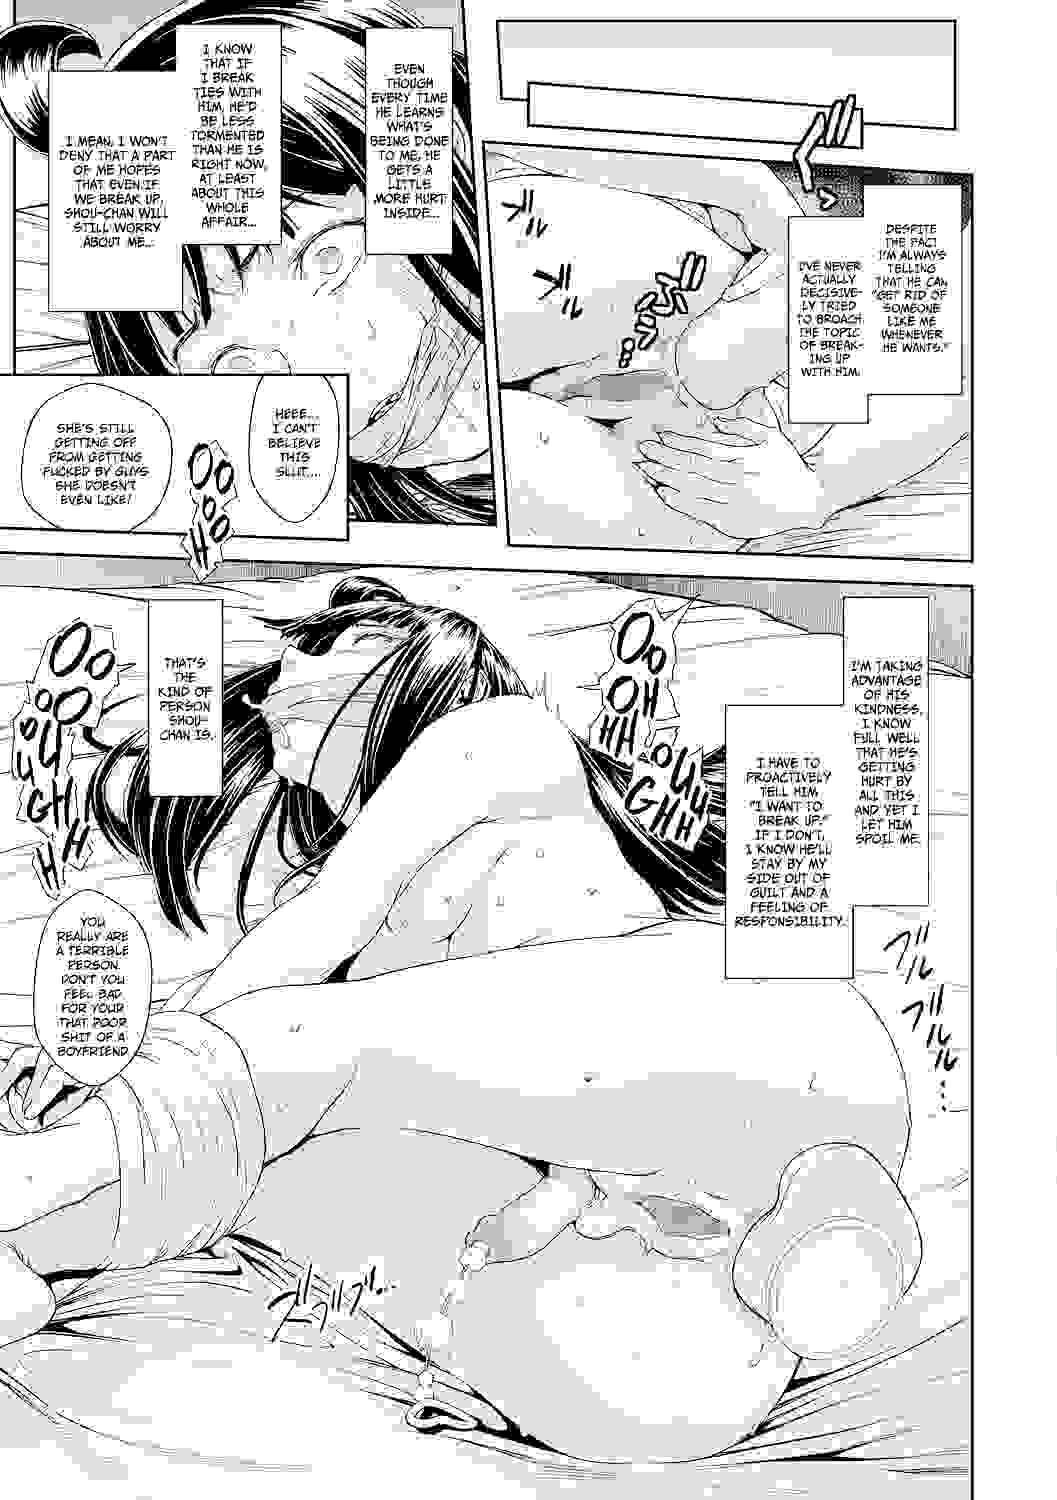 DESPITE
THE FACT
I'M ALWAYS
TELLING
THAT HE CAN
"GET RID OF
SOMEONE
LIKE ME
WHENEVER
HE WANTS."
I'VE NEVER
ACTUALLY
DECISIVE-
LY TRIED
TO BROACH
THE TOPIC
OF BREAK-
ING UP
WITH HIM.
EVEN
THOUGH
EVERY TIME
HE LEARNS
WHAT'S
BEING DONE
TO ME, HE
GETS A
LITTLE
MORE HURT
INSIDE...
I KNOW
THAT IF
I BREAK
TIES WITH
HIM, HE'D
BE LESS
TORMENTED
THAN HE IS
RIGHT NOW,
AT LEAST
ABOUT THIS
WHOLE
AFFAIR...
I MEAN, I WON'T
DENY THAT A PART
OF ME HOPES
THAT EVEN IF
WE BREAK UP,
SHOU-CHAN WILL
STILL WORRY
ABOUT ME...
HEEE...
I CAN'T
BELIEVE
THIS
SLUT....
SHE'S STILL
GETTING OFF
FROM GETTING
FUCKED BY GUYS
SHE DOESN'T
EVEN LIKE!
OOOOOH
I'M TAKING
ADVANTAGE
OF HIS
KINDNESS,
I KNOW
FULL WELL
THAT HE'S
GETTING
HURT BY
ALL THIS
AND YET I
LET HIM
SPOIL ME.
I HAVE TO
PROACTIVELY
TELL HIM
"I WANT TO
BREAK UP."
IF I DON'T,
I KNOW HE'LL
STAY BY MY
SIDE OUT OF
GUILT AND A
FEELING OF
RESPONSIBILITY.
THAT'S
THE
KIND OF
PERSON
SHOU-
CHAN IS.
YOU
REALLY ARE
A TERRIBLE
PERSON.
DON'T YOU
FEEL BAD
FOR YOUR
THAT POOR
SHIT OF A
BOYFRIEND
ブル
ブル
ブル
ル…